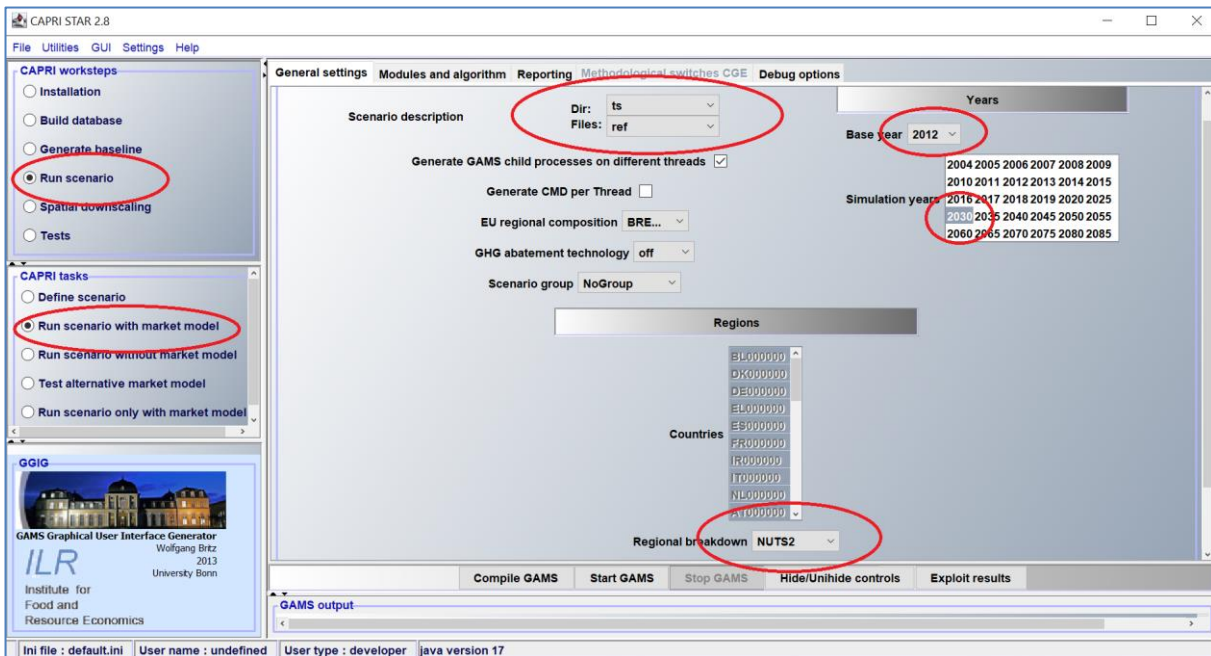 CAPRI STAR 2.8
File Utilities GUI Settings Help
CAPRI worksteps
Installation
Build database
Generate baseline
Run scenario
Spatial downscaling
Tests
CAPRI tasks
Define scenario
Run scenario with market model
Run scenario without market model
Test alternative market model
Run scenario only with market model
GGIG
GAMS Graphical User Interface Generator
Wolfgang Britz
2013
University Bonn
ILR
Institute for
Food and
Resource Economics
General settings Modules and algorithm Reporting Methodological switches CGE Debug options
Scenario description
Dir: ts
Files: ref
Generate GAMS child processes on different threads
Generate CMD per Thread
EU regional composition BRE...
GHG abatement technology off
Scenario group NoGroup
Years
Base year 2012
Simulation years
2004 2005 2006 2007 2008 2009
2010 2011 2012 2013 2014 2015
2016 2017 2018 2019 2020 2025
2030 2035 2040 2045 2050 2055
2060 2065 2070 2075 2080 2085
Regions
Countries
BL000000
DK000000
DE000000
EL000000
ES000000
FR000000
IR000000
IT000000
NL000000
AT000000
Regional breakdown NUTS2
Compile GAMS Start GAMS Stop GAMS Hide/Unihide controls Exploit results
GAMS output
Ini file : default.ini User name : undefined User type : developer java version 17